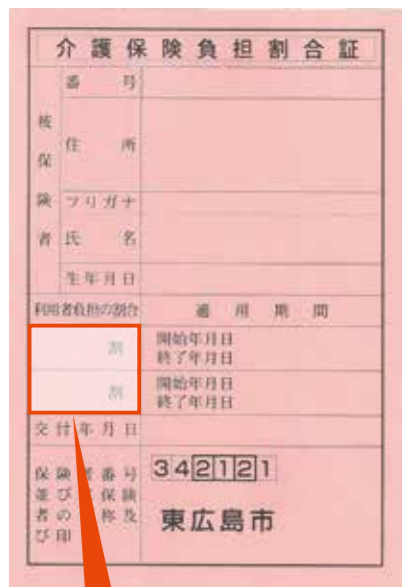 介護保険負担割合証
被保険者
番号
住所
フリガナ
氏名
生年月日
利用者負担の割合 適用期間
割 開始年月日
終了年月日
割 開始年月日
終了年月日
交付年月日
保険 番号 342121
並び 保険
者の 称及
び印
東広島市